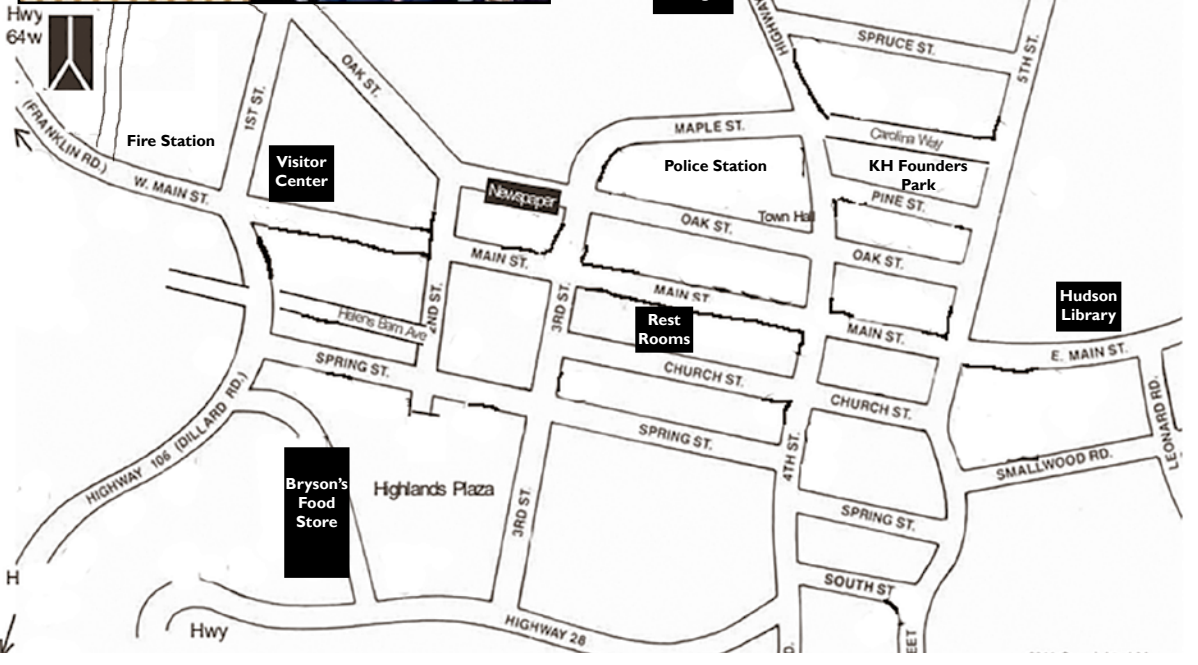 Hwy
64w
HIGHWAY
SPRUCE ST.
5TH ST.
OAK ST.
1ST ST.
(FRANKLIN RD.)
Fire Station
MAPLE ST.
Carolina Way
Visitor
Center
Police Station
KH Founders
Park
W. MAIN ST.
Newspaper
PINE ST.
OAK ST.
Town Hall
OAK ST.
MAIN ST.
2ND ST.
3RD ST.
MAIN ST.
Rest
Rooms
MAIN ST.
Hudson
Library
Helens Barn Ave
E. MAIN ST.
SPRING ST.
CHURCH ST.
CHURCH ST.
LEONARD RD.
HIGHWAY 106 (DILLARD RD.)
SPRING ST.
4TH ST.
SMALLWOOD RD.
Bryson's
Food
Store
Highlands Plaza
3RD ST.
SPRING ST.
H
SOUTH ST
Hwy
HIGHWAY 28
D.
EET